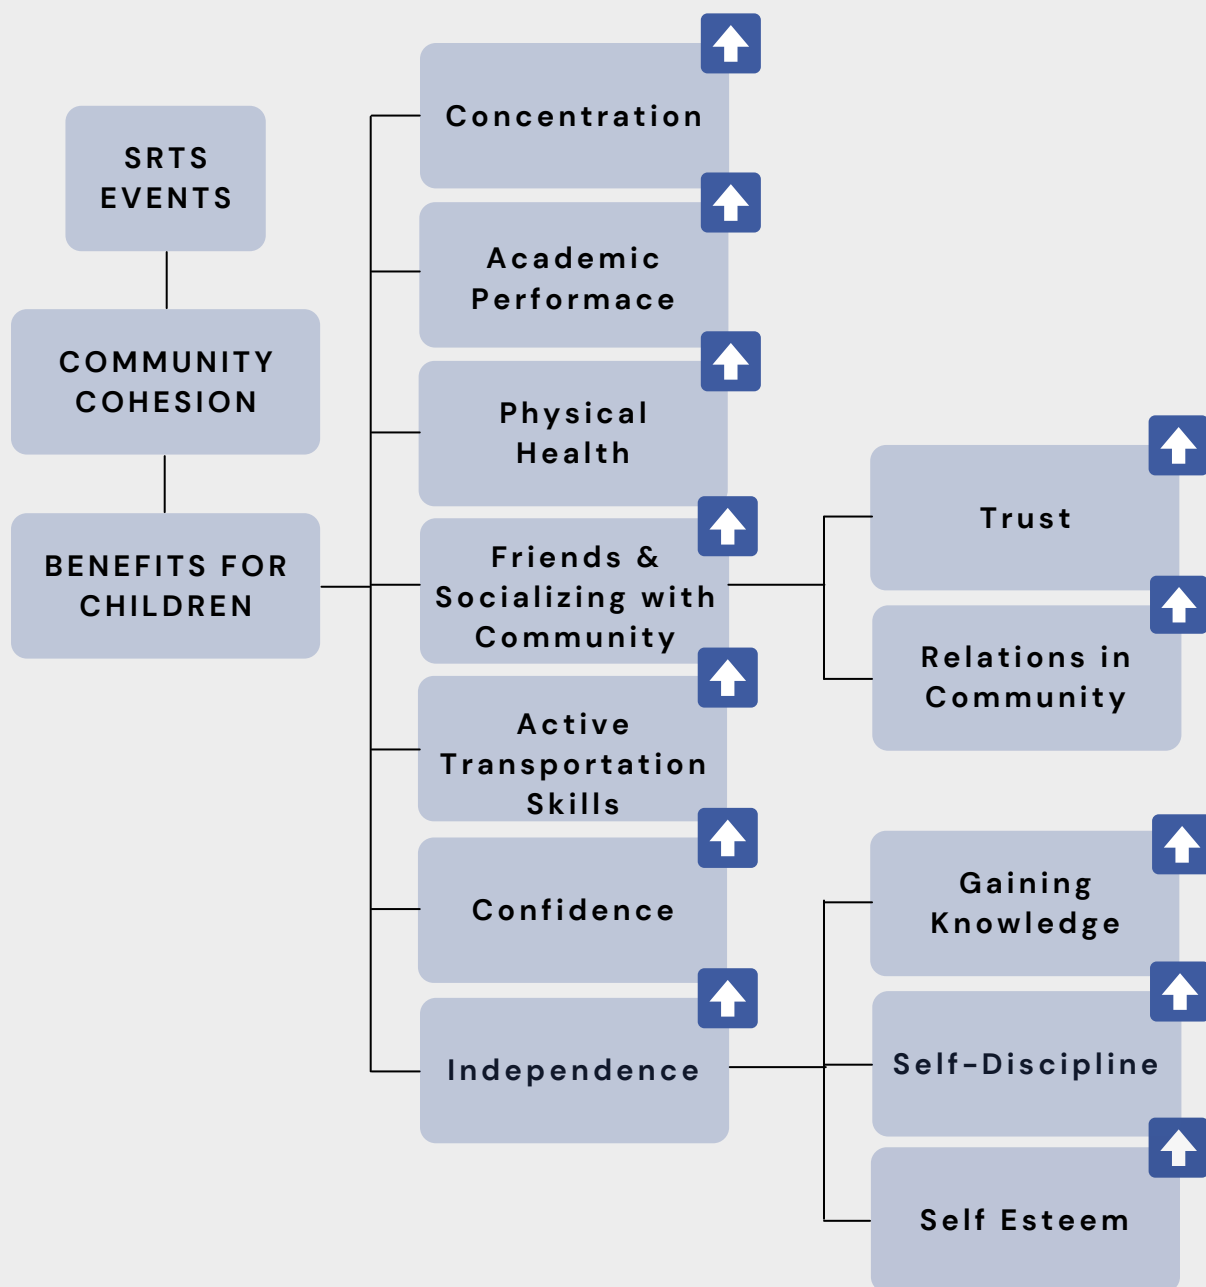 SRTS
EVENTS
COMMUNITY
COHESION
BENEFITS FOR
CHILDREN
Concentration
Academic
Performace
Physical
Health
Friends &
Socializing with
Community
Active
Transportation
Skills
Confidence
Independence
Trust
Relations in
Community
Gaining
Knowledge
Self-Discipline
Self Esteem